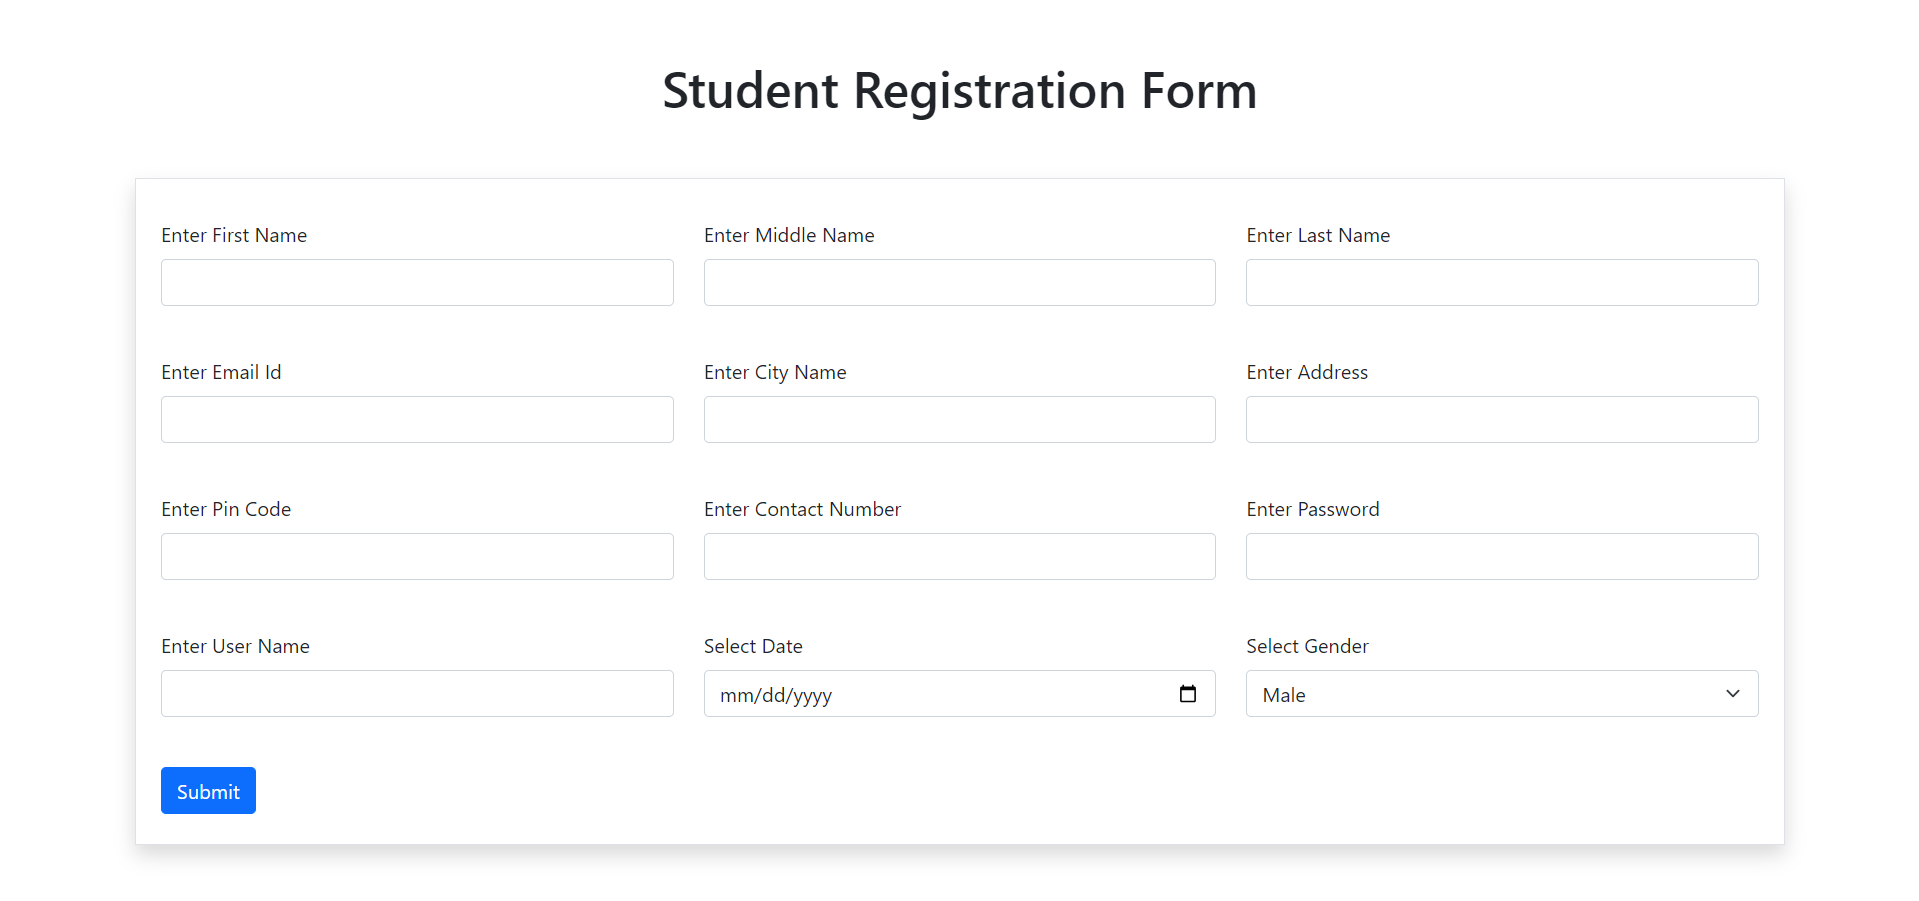 Student Registration Form
Enter First Name
Enter Middle Name
Enter Last Name
Enter Email Id
Enter City Name
Enter Address
Enter Pin Code
Enter Contact Number
Enter Password
Enter User Name
Select Date
Select Gender
mm/dd/yyyy
Male
Submit